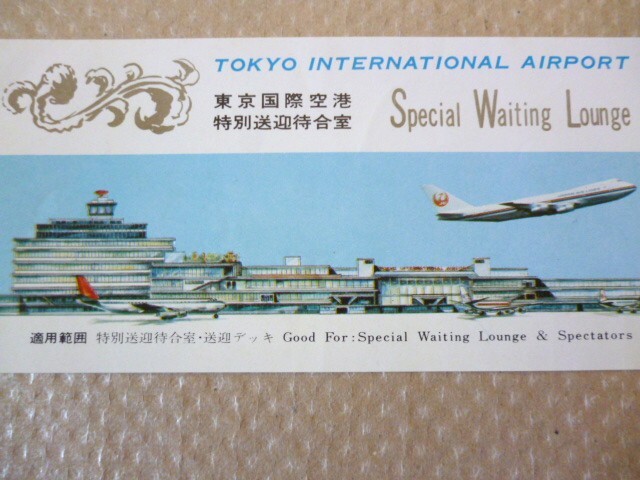 TOKYO INTERNATIONAL AIRPORT
東京国際空港
特別送迎待合室
Special Waiting Lounge
適用範囲 特別送迎待合室・送迎デッキ Good For:Special Waiting Lounge & Spectators